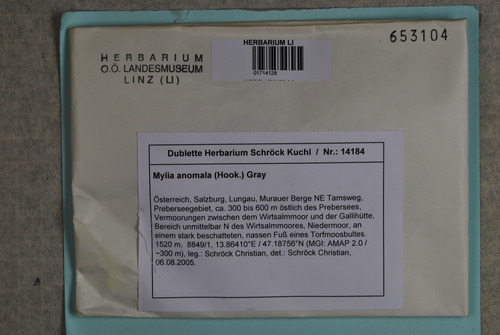 HERBARIUM
O.Ö. LANDESMUSEUM
LINZ (LI)
HERBARIUM LI
01714126
653104
Dublette Herbarium Schröck Kuchl / Nr.: 14184
Mylia anomala (Hook.) Gray
Österreich, Salzburg, Lungau, Murauer Berge NE Tamsweg,
Preberseegebiet, ca. 300 bis 600 m östlich des Prebersees,
Vermoorungen zwischen dem Wirtsalmmoor und der Gallihütte,
Bereich unmittelbar N des Wirtsalmmoores, Niedermoor, an
einem stark beschatteten, nassen Fuß eines Torfmoosbultes.
1520 m, 8849/1, 13.86410°E / 47.18756°N (MGI: AMAP 2.0 /
~300 m), leg.: Schröck Christian, det.: Schröck Christian,
06.08.2005.